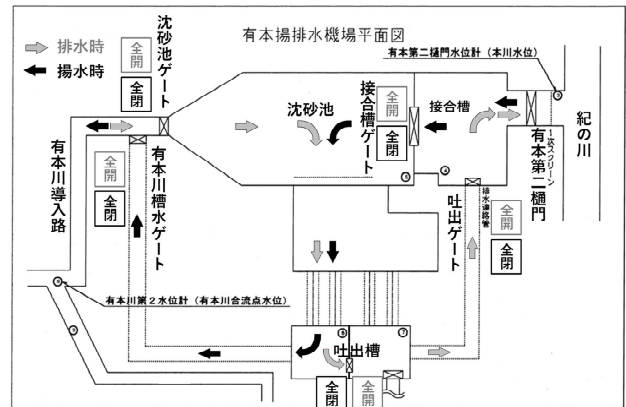 有本揚排水機場平面図
排水時
揚水時
全開
全閉
沈砂池ゲート
有本第二樋門水位計(本川水位)
沈砂池
接合槽ゲート
全開
全閉
接合槽
1次スクリーン
有本第二樋門
紀の川
有本川導入路
全開
全閉
有本川槽水ゲート
吐出ゲート
排水連絡管
全開
全閉
有本川第2水位計(有本川合流点水位)
吐出槽
全閉
全開